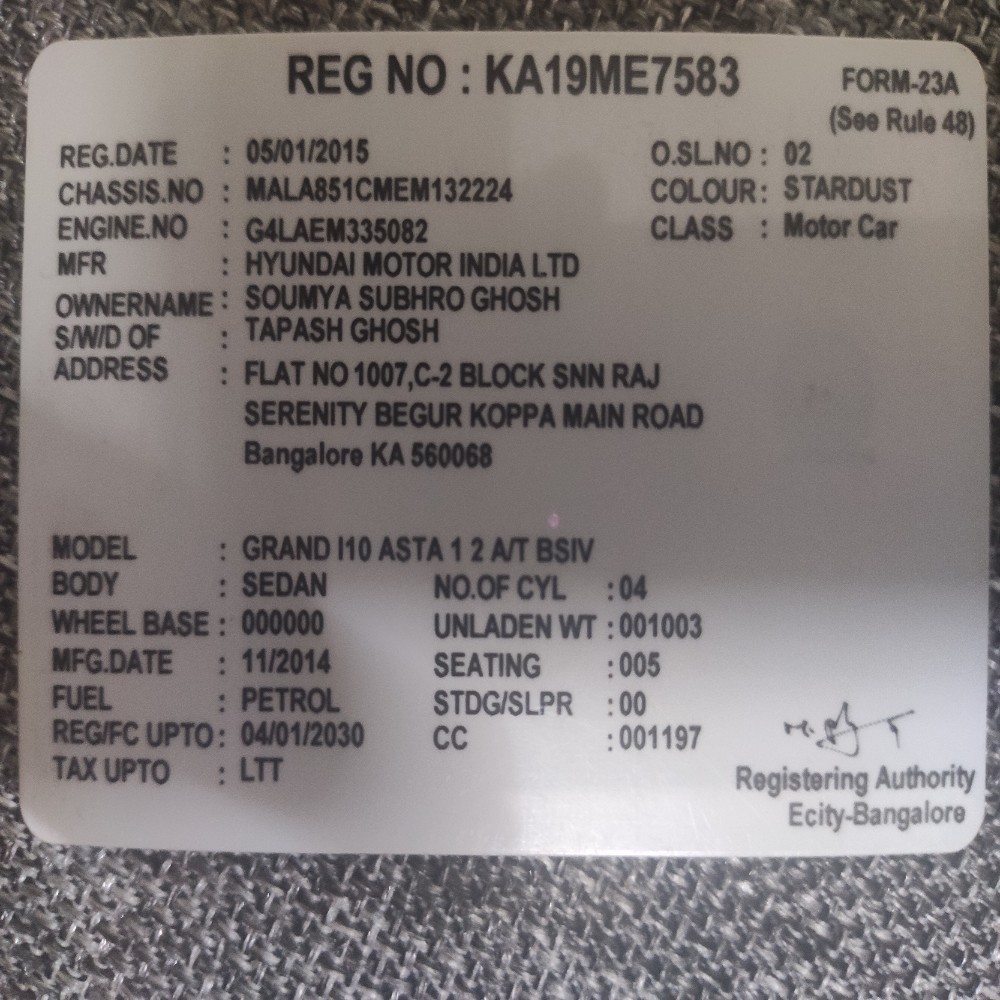 REG NO : KA19ME7583
FORM-23A
(See Rule 48)
REG.DATE : 05/01/2015 O.SL.NO : 02
CHASSIS.NO : MALA851CMEM132224 COLOUR : STARDUST
ENGINE.NO : G4LAEM335082 CLASS : Motor Car
MFR : HYUNDAI MOTOR INDIA LTD
OWNERNAME : SOUMYA SUBHRO GHOSH
S/W/D OF : TAPASH GHOSH
ADDRESS : FLAT NO 1007,C-2 BLOCK SNN RAJ
SERENITY BEGUR KOPPA MAIN ROAD
Bangalore KA 560068
MODEL : GRAND I10 ASTA 1 2 A/T BSIV
BODY : SEDAN NO.OF CYL : 04
WHEEL BASE : 000000 UNLADEN WT : 001003
MFG.DATE : 11/2014 SEATING : 005
FUEL : PETROL STDG/SLPR : 00
REG/FC UPTO : 04/01/2030 CC : 001197
TAX UPTO : LTT
Registering Authority
Ecity-Bangalore